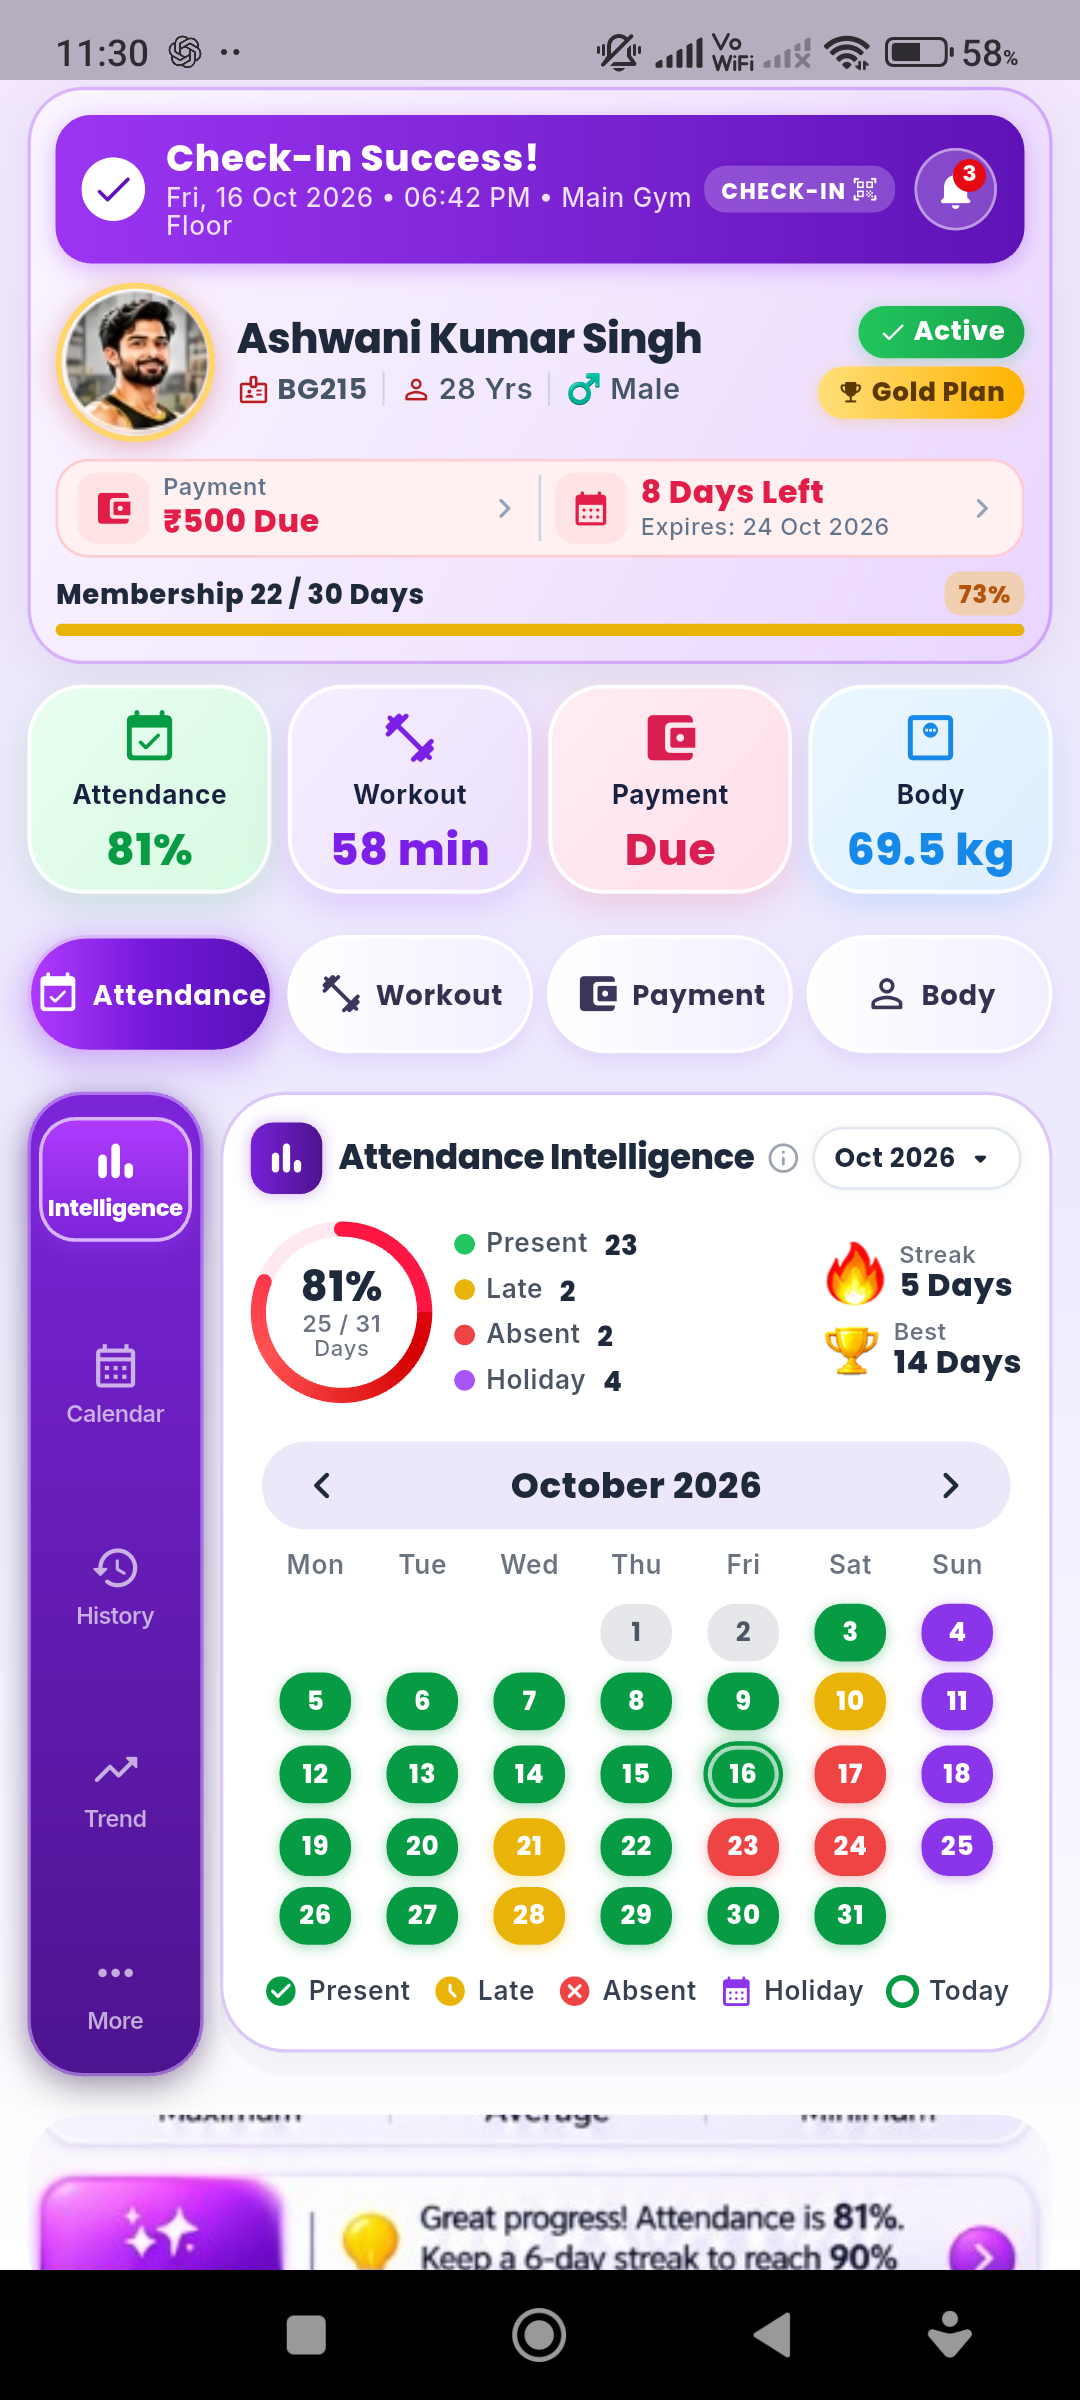 11:30
Vo
WiFi
58%
Check-In Success!
Fri, 16 Oct 2026 • 06:42 PM • Main Gym
Floor
CHECK-IN
3
Ashwani Kumar Singh
BG215
28 Yrs
Male
Active
Gold Plan
Payment
₹500 Due
8 Days Left
Expires: 24 Oct 2026
Membership 22 / 30 Days
73%
Attendance
81%
Workout
58 min
Payment
Due
Body
69.5 kg
Attendance
Workout
Payment
Body
Intelligence
Calendar
History
Trend
More
Attendance Intelligence
Oct 2026
81%
25 / 31
Days
Present 23
Late 2
Absent 2
Holiday 4
Streak
5 Days
Best
14 Days
October 2026
Mon Tue Wed Thu Fri Sat Sun
1 2 3 4
5 6 7 8 9 10 11
12 13 14 15 16 17 18
19 20 21 22 23 24 25
26 27 28 29 30 31
Present Late Absent Holiday Today
Maximum Average Minimum
Great progress! Attendance is 81%.
Keep a 6-day streak to reach 90%